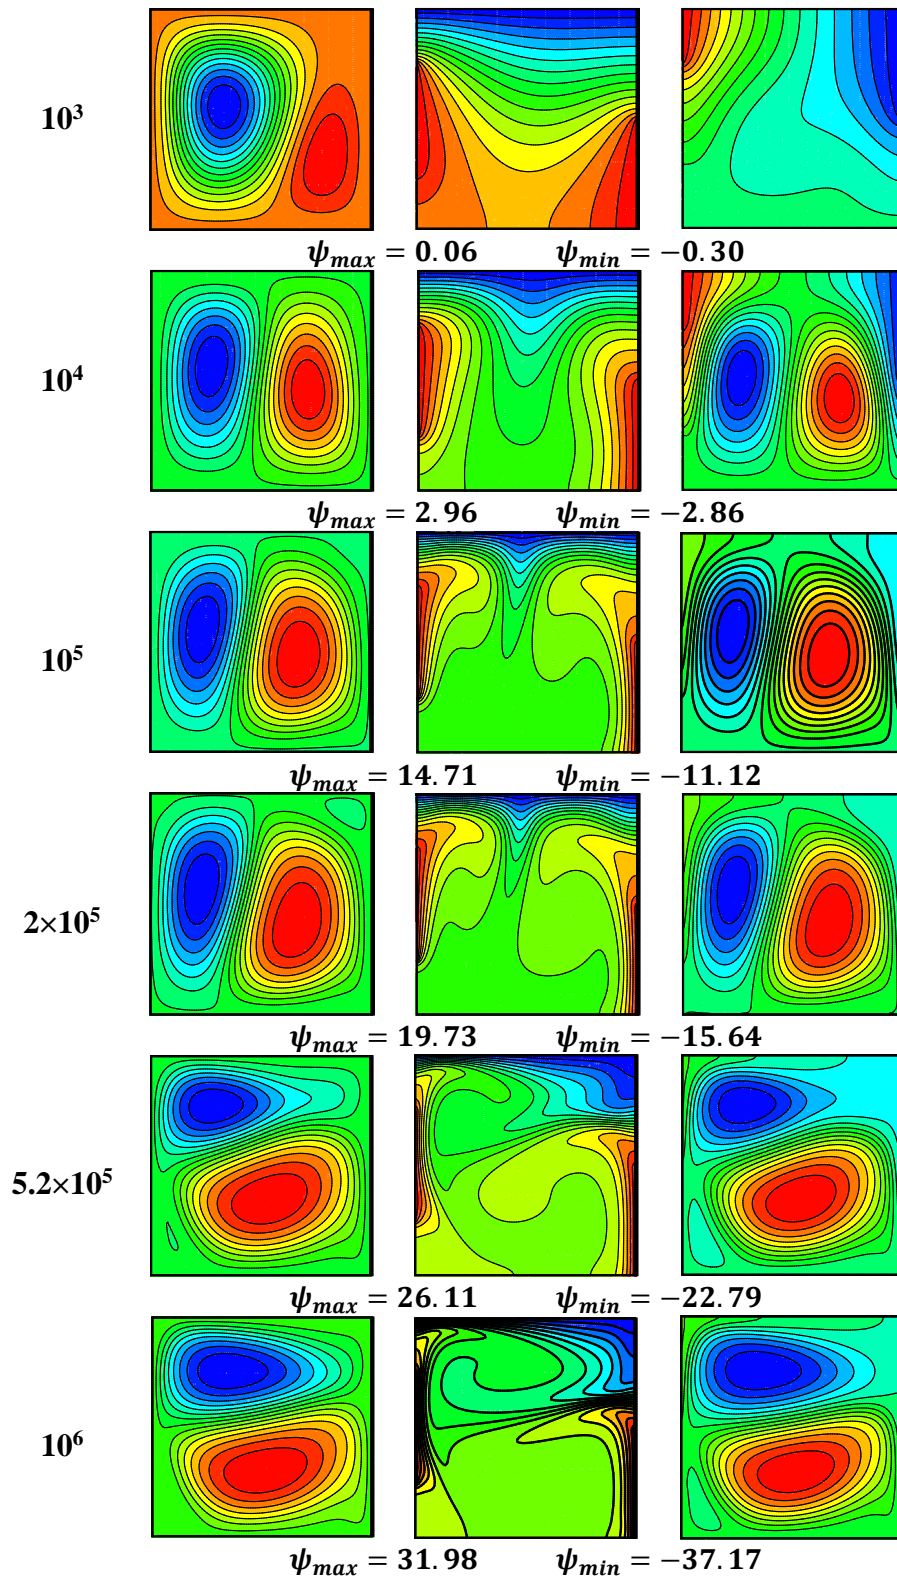 10³
ψₘₐₓ = 0.06 ψₘᵢₙ = −0.30
10⁴
ψₘₐₓ = 2.96 ψₘᵢₙ = −2.86
10⁵
ψₘₐₓ = 14.71 ψₘᵢₙ = −11.12
2×10⁵
ψₘₐₓ = 19.73 ψₘᵢₙ = −15.64
5.2×10⁵
ψₘₐₓ = 26.11 ψₘᵢₙ = −22.79
10⁶
ψₘₐₓ = 31.98 ψₘᵢₙ = −37.17